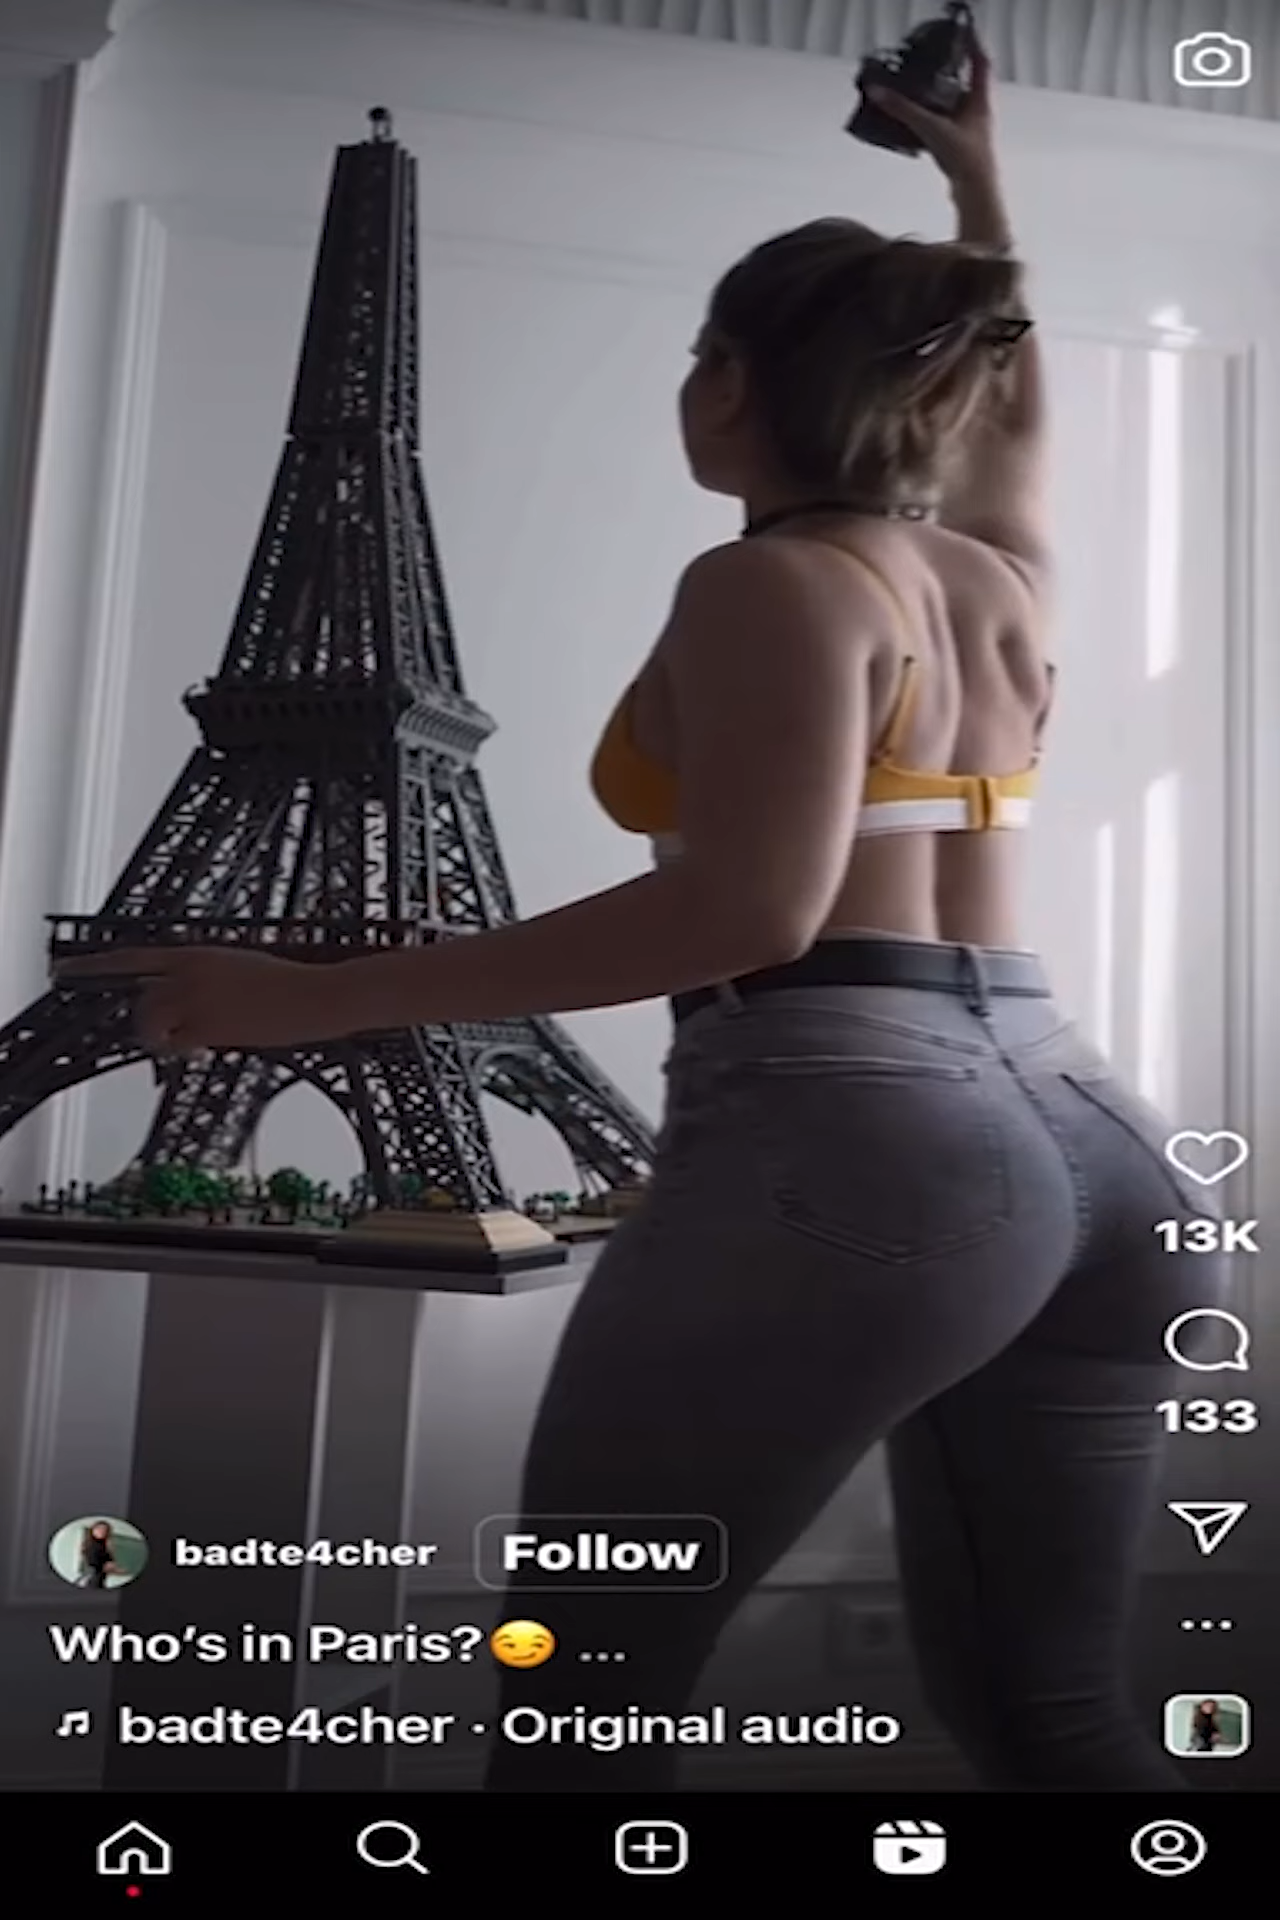 13K
133
badte4cher Follow
Who's in Paris?😏 ...
badte4cher · Original audio